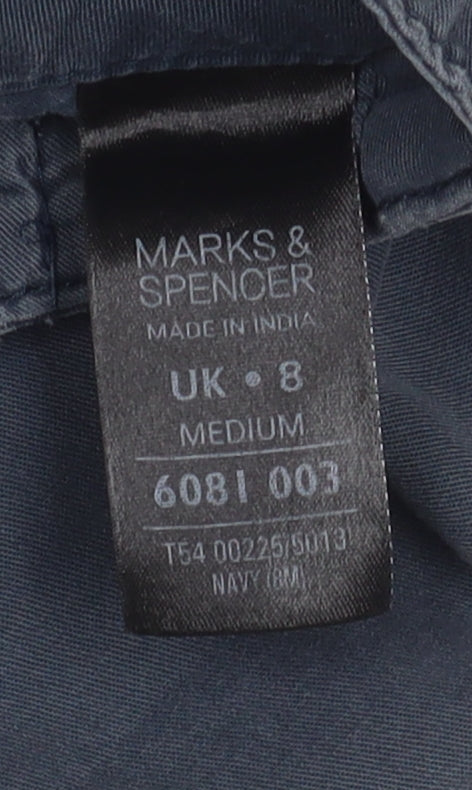 MARKS &
SPENCER
MADE IN INDIA
UK • 8
MEDIUM
6081 003
T54 00225/5013
NAVY (8M)